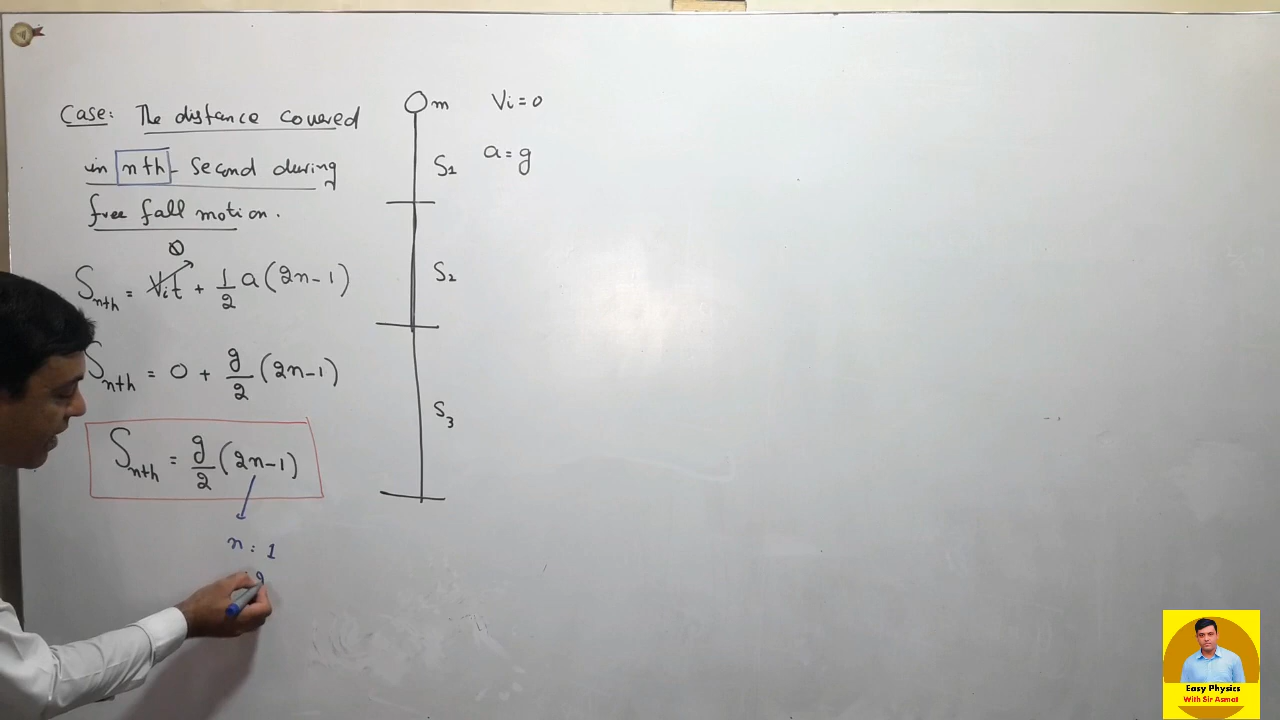 Case: The distance covered
in nth - second during
free fall motion.
0
Snth = Vit + 1/2 a (2n-1)
Snth = 0 + g/2 (2n-1)
Snth = g/2 (2n-1)
n : 1
m
Vi = 0
a = g
S1
S2
S3
Easy Physics
With Sir Asmat